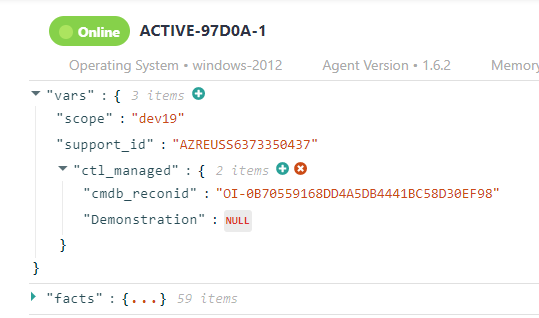 Online ACTIVE-97D0A-1
Operating System • windows-2012 Agent Version • 1.6.2 Memory
"vars" : { 3 items
"scope" : "dev19"
"support_id" : "AZREUSS6373350437"
"ctl_managed" : { 2 items
"cmdb_reconid" : "OI-0B70559168DD4A5DB4441BC58D30EF98"
"Demonstration" : NULL
}
}
"facts" : {...} 59 items